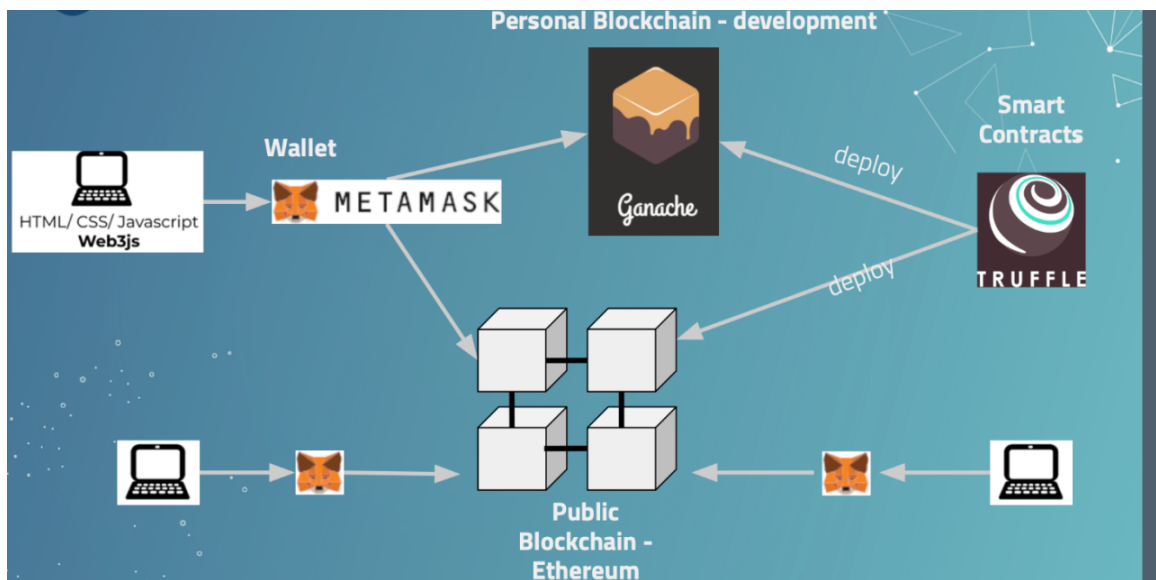 Personal Blockchain - development
Smart
Contracts
Wallet
deploy
HTML/ CSS/ Javascript
Web3js
METAMASK
Ganache
TRUFFLE
deploy
Public
Blockchain -
Ethereum